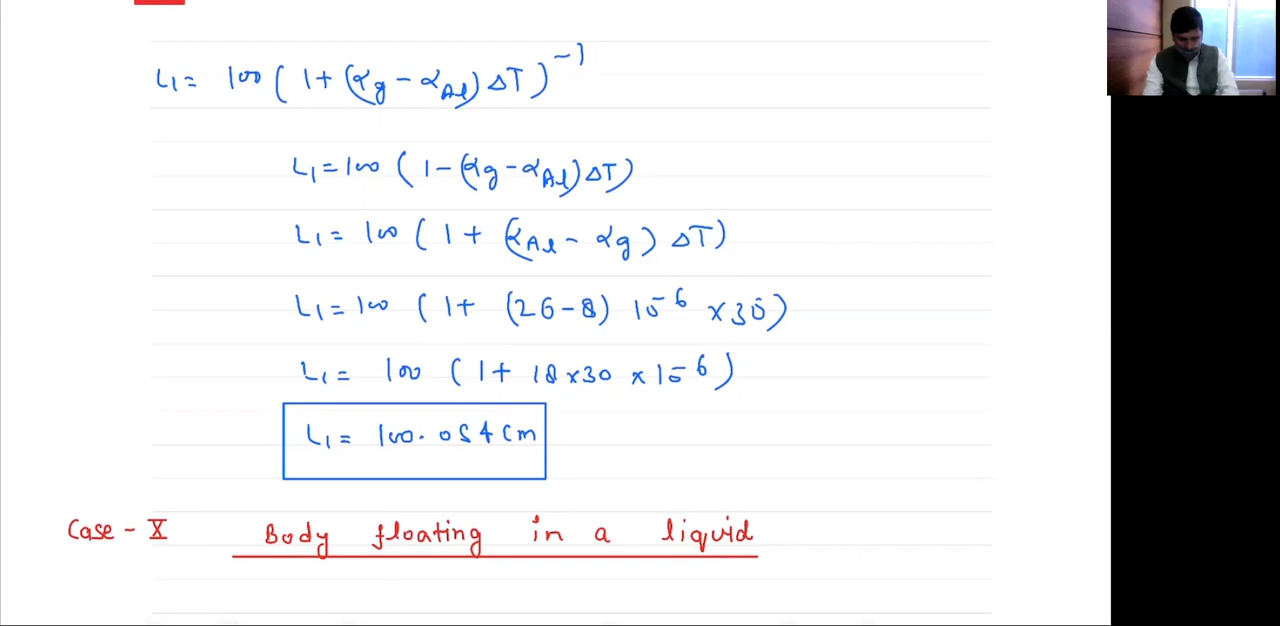 L₁ = 100 ( 1 + (αg - αAl) ΔT )⁻¹
L₁ = 100 ( 1 - (αg - αAl) ΔT )
L₁ = 100 ( 1 + (αAl - αg ) ΔT )
L₁ = 100 ( 1 + (26 - 8) 10⁻⁶ × 30 )
L₁ = 100 ( 1 + 18 × 30 × 10⁻⁶ )
L₁ = 100.054 cm
Case - X Body floating in a liquid